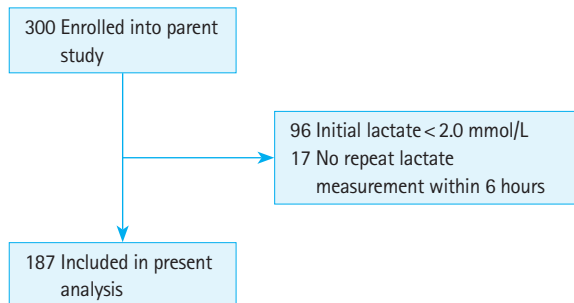 300 Enrolled into parent
study
96 Initial lactate < 2.0 mmol/L
17 No repeat lactate
measurement within 6 hours
187 Included in present
analysis